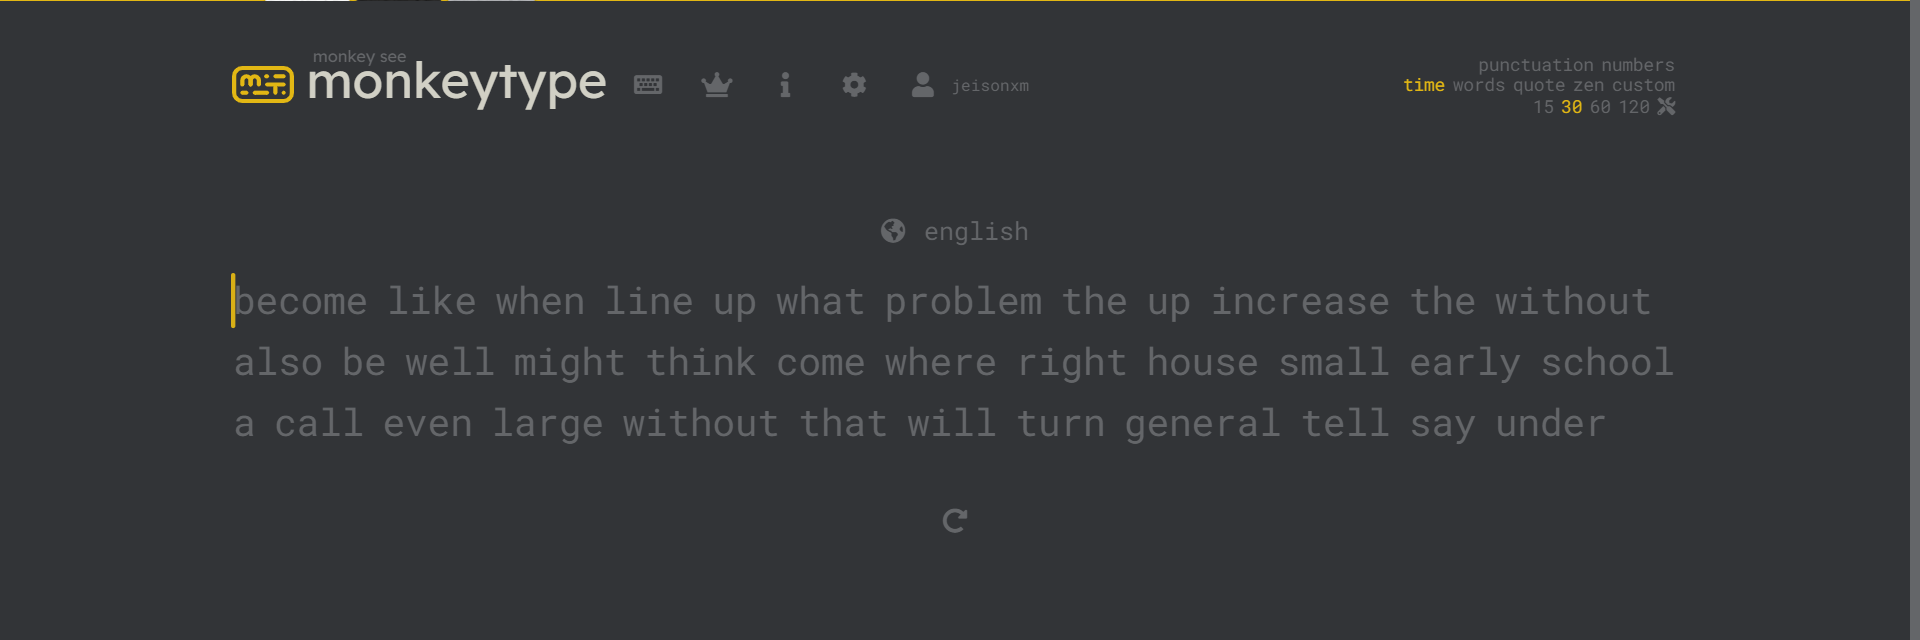 monkey see
monkeytype
jeisonxm
punctuation numbers
time words quote zen custom
15 30 60 120
english
become like when line up what problem the up increase the without
also be well might think come where right house small early school
a call even large without that will turn general tell say under